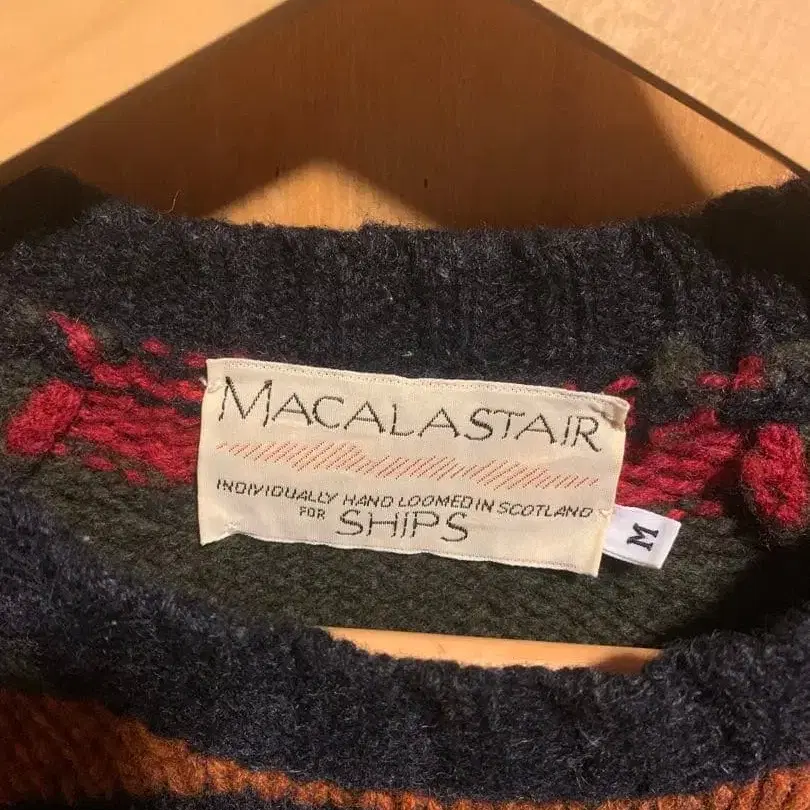 MACALASTAIR
INDIVIDUALLY HAND LOOMED IN SCOTLAND
FOR SHIPS
M